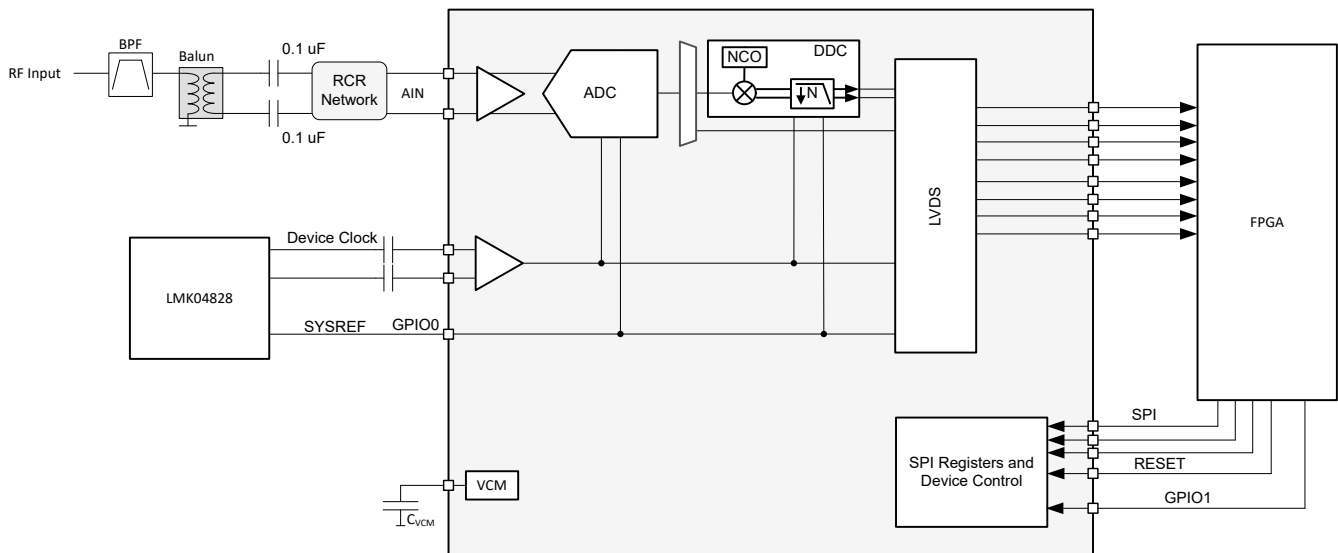 BPF
Balun
0.1 uF
RF Input
RCR
Network
AIN
0.1 uF
ADC
NCO
DDC
N
LVDS
FPGA
Device Clock
LMK04828
SYSREF
GPIO0
SPI
SPI Registers and
Device Control
RESET
GPIO1
VCM
CVCM